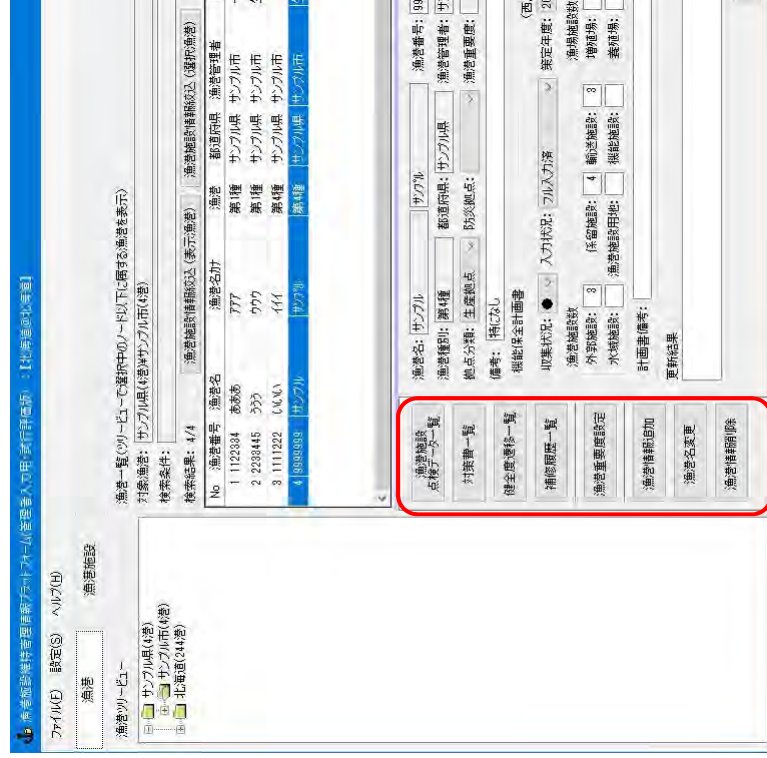 漁港施設維持管理情報プラットフォーム(管理者入力用・試行評価版) :【北海道@北海道】
ファイル(F) 設定(S) ヘルプ(H)
漁港 漁港施設
漁港ツリービュー
サンプル県(4港)
サンプル市(4港)
北海道(244港)
漁港一覧(ツリービューで選択中のノード以下に属する漁港を表示)
対象漁港: サンプル県(4港)¥サンプル市(4港)
検索条件:
検索結果: 4/4 漁港施設情報絞込 (表示漁港) 漁港施設情報絞込 (選択漁港)
No 漁港番号 漁港名 漁港名カナ 漁港 都道府県 漁港管理者
1 1122334 あああ アアア 第1種 サンプル県 サンプル市
2 2233445 ううう ウウウ 第1種 サンプル県 サンプル市
3 1111222 いいい イイイ 第4種 サンプル県 サンプル市
4 9999999 サンプル サンプル 第4種 サンプル県 サンプル市
漁港施設
点検データ一覧
対策書一覧
健全度遷移一覧
補修履歴一覧
漁港重要度設定
漁港情報追加
漁港名変更
漁港情報削除
漁港名: サンプル サンプル 漁港番号: 99
漁港種別: 第4種 都道府県: サンプル県 漁港管理者: サ
拠点分類: 生産拠点 防災拠点: 漁港重要度:
備考: 特になし
機能保全計画書 (西
収集状況: ● 入力状況: フル入力済 策定年度: 20
漁港施設数 漁場施設数
外郭施設: 3 係留施設: 4 輸送施設: 3 増殖場:
水域施設: 漁港施設用地: 機能施設: 養殖場:
計画書備考:
更新結果